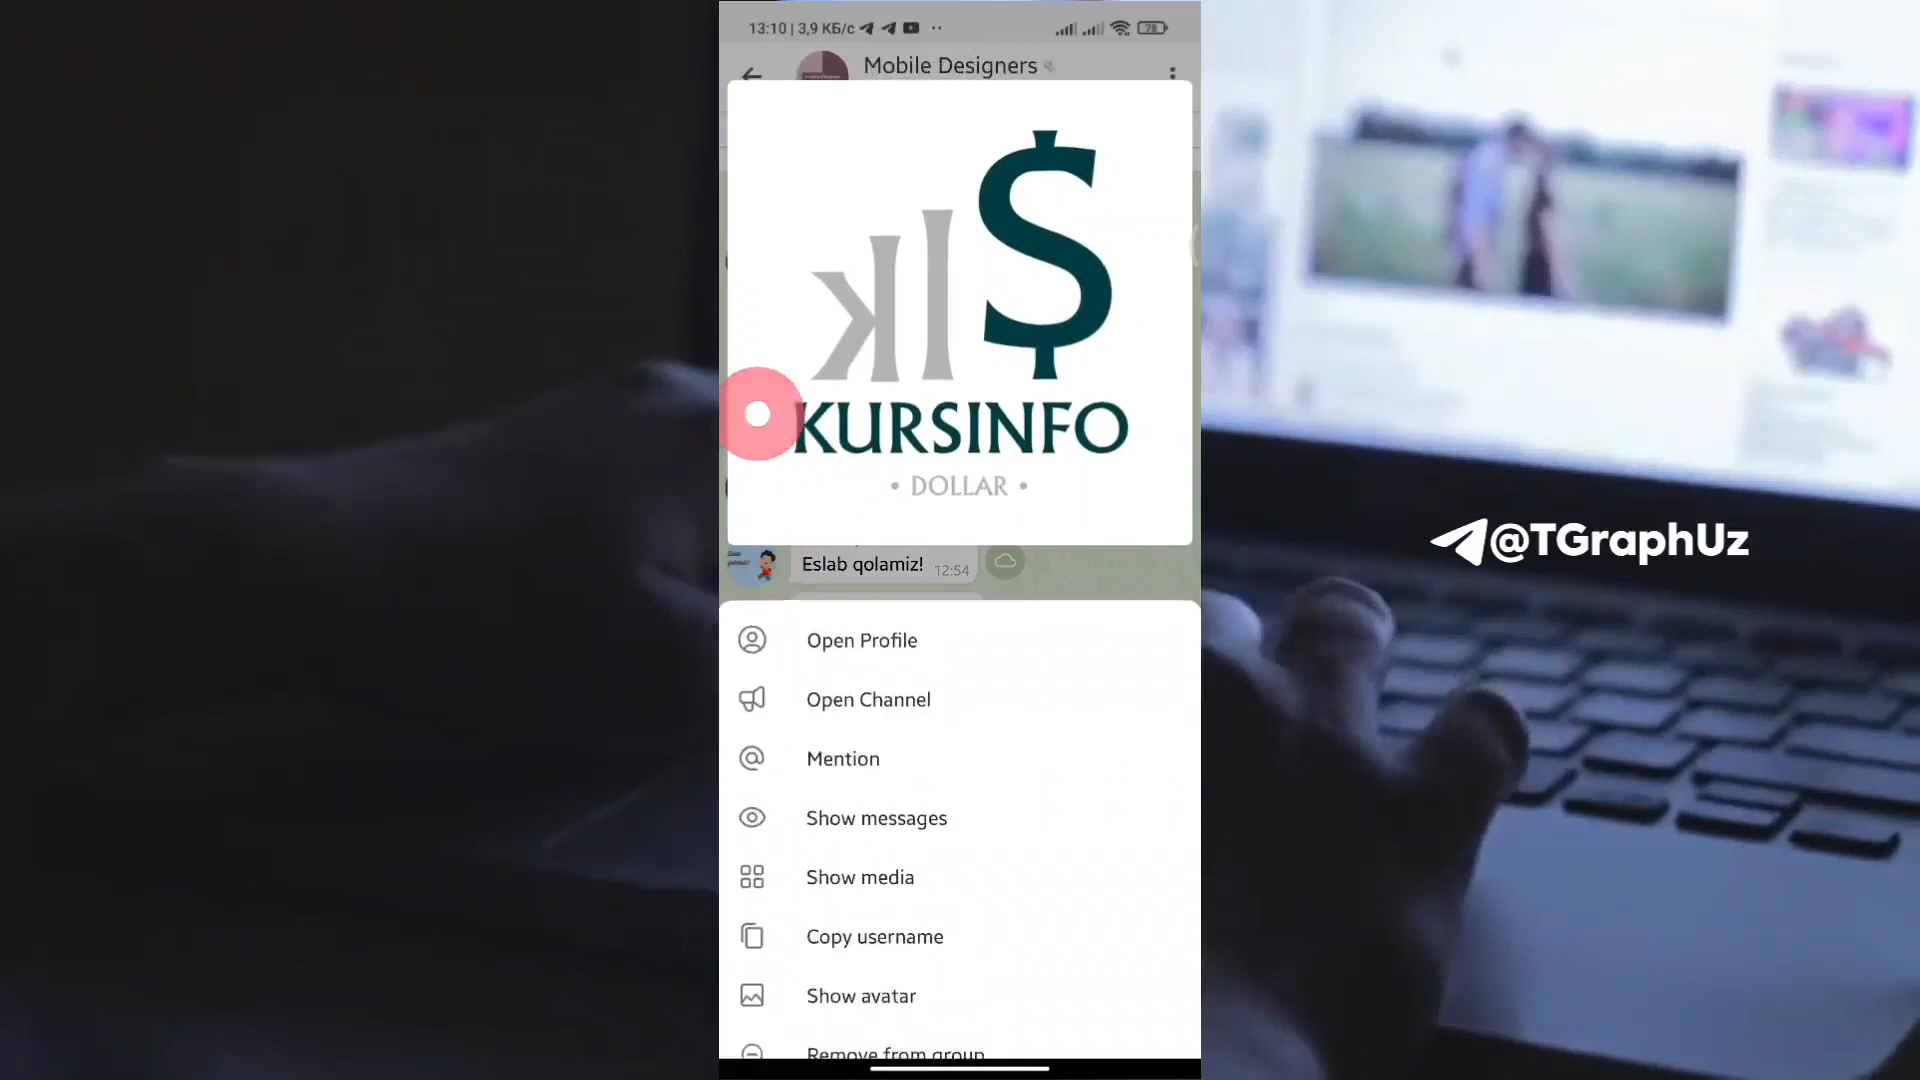 13:10 | 3,9 КБ/с
78
Mobile Designers
KURSINFO
• DOLLAR •
Eslab qolamiz! 12:54
@TGraphUz
Open Profile
Open Channel
Mention
Show messages
Show media
Copy username
Show avatar
Remove from group